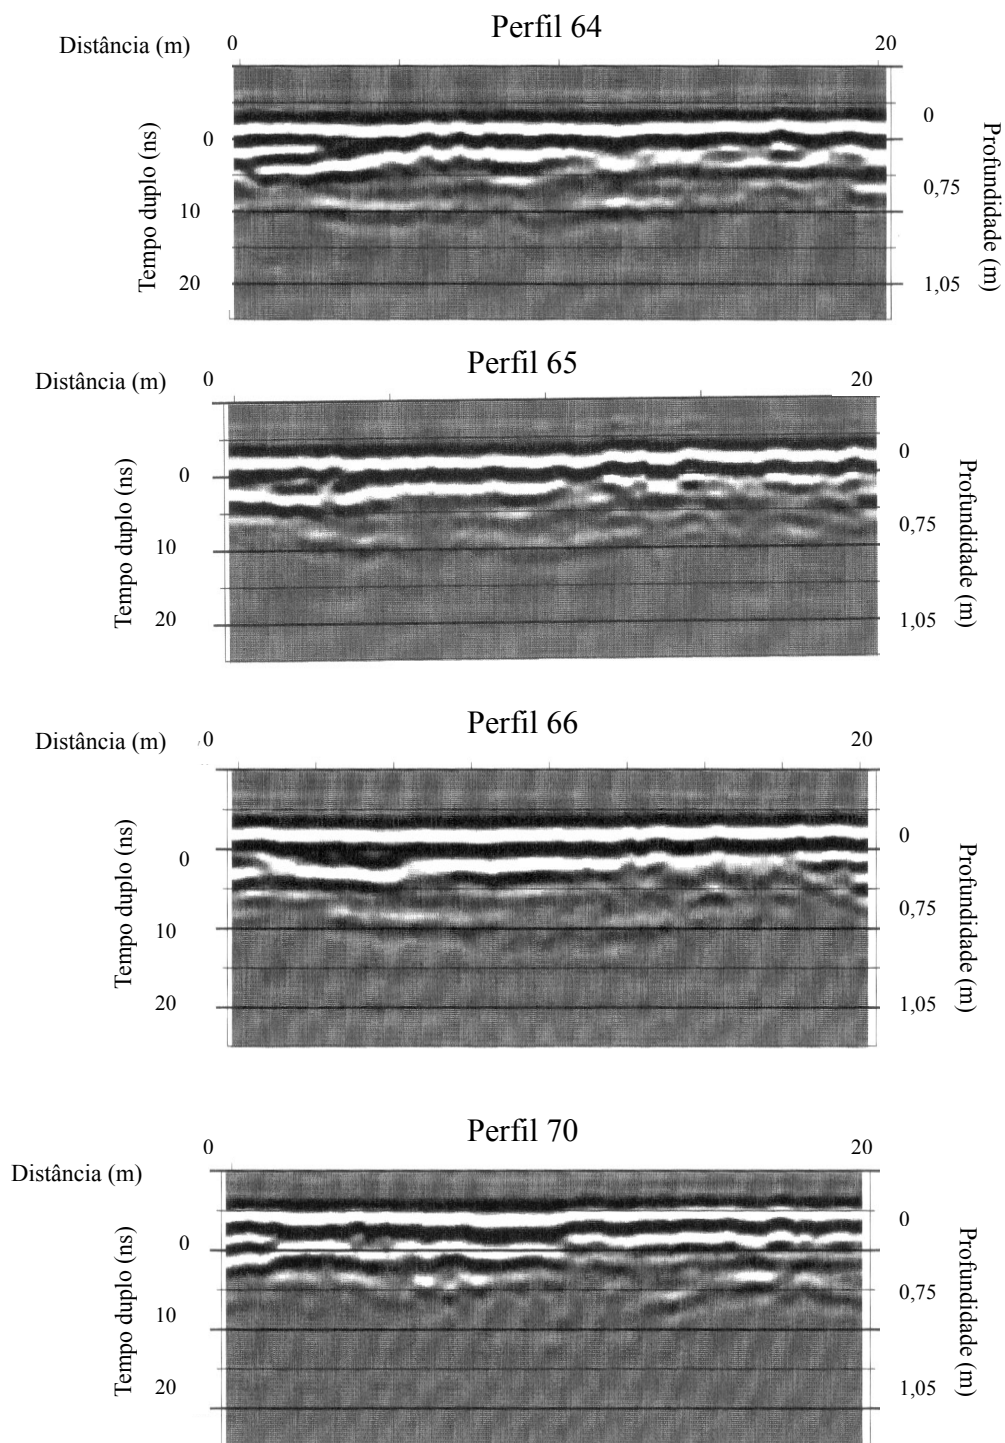 Perfil 64
Distância (m) 0 20
Tempo duplo (ns)
0
10
20
0
0,75
1,05
Profundidade (m)
Perfil 65
Distância (m) 0 20
Tempo duplo (ns)
0
10
20
0
0,75
1,05
Profundidade (m)
Perfil 66
Distância (m) 0 20
Tempo duplo (ns)
0
10
20
0
0,75
1,05
Profundidade (m)
Perfil 70
0 20
Distância (m)
Tempo duplo (ns)
0
10
20
0
0,75
1,05
Profundidade (m)